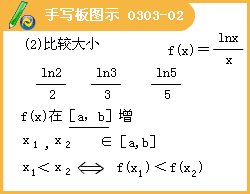 手写板图示 0303-02
(2)比较大小 f(x)=lnx/x
ln2/2 ln3/3 ln5/5
f(x)在[a, b]增
x₁,x₂ ∈[a,b]
x₁<x₂ ⟺ f(x₁)<f(x₂)